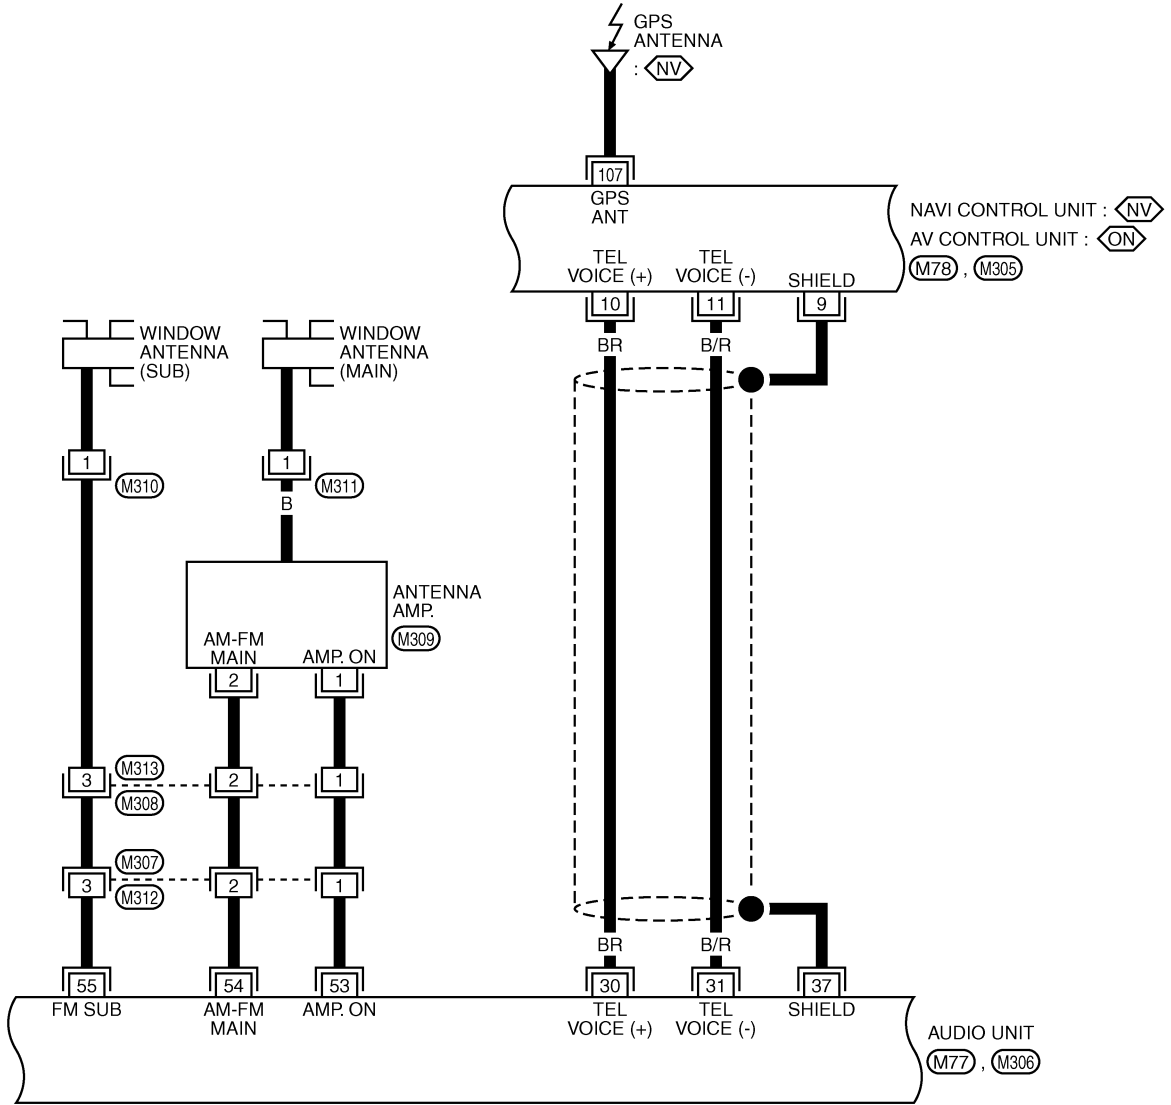 GPS
ANTENNA
: NV
107
GPS
ANT
NAVI CONTROL UNIT : NV
AV CONTROL UNIT : ON
M78 , M305
TEL
VOICE (+)
TEL
VOICE (-)
SHIELD
10
11
9
BR
B/R
WINDOW
ANTENNA
(SUB)
WINDOW
ANTENNA
(MAIN)
1
M310
1
M311
B
ANTENNA
AMP.
M309
AM-FM
MAIN
AMP. ON
2
1
M313
3
2
1
M308
M307
3
2
1
M312
BR
B/R
55
54
53
30
31
37
FM SUB
AM-FM
MAIN
AMP. ON
TEL
VOICE (+)
TEL
VOICE (-)
SHIELD
AUDIO UNIT
M77 , M306